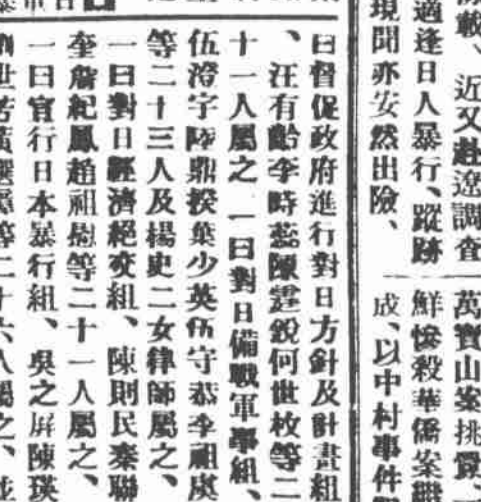 載、近又赴遼調査
適逢日人暴行、蹤跡
現聞亦安然出險、
萬寶山案挑釁、
鮮慘殺華僑案
成、以中村事件
曰督促政府進行對日方針及計畫組
、汪有齡李時蕊陳霆銳何世枚等二
十一人屬之、一曰對日備戰軍事組、
伍澄宇陸鼎揆葉少英伍守恭李祖虞
等二十三人及楊史二女律師屬之、
一曰對日經濟絕交組、陳則民秦聯
奎詹紀鳳趙祖慰等二十一人屬之、
一曰宣行日本暴行組、吳之屏陳瑛
等二十六人屬之、並